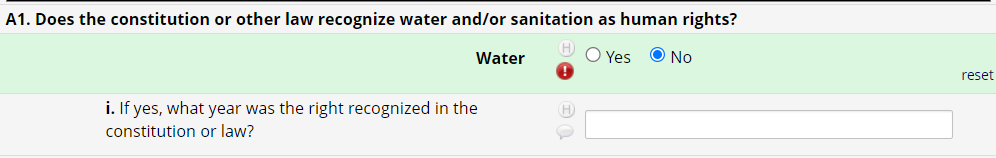 A1. Does the constitution or other law recognize water and/or sanitation as human rights?
Water H Yes No
!
reset
i. If yes, what year was the right recognized in the H
constitution or law?